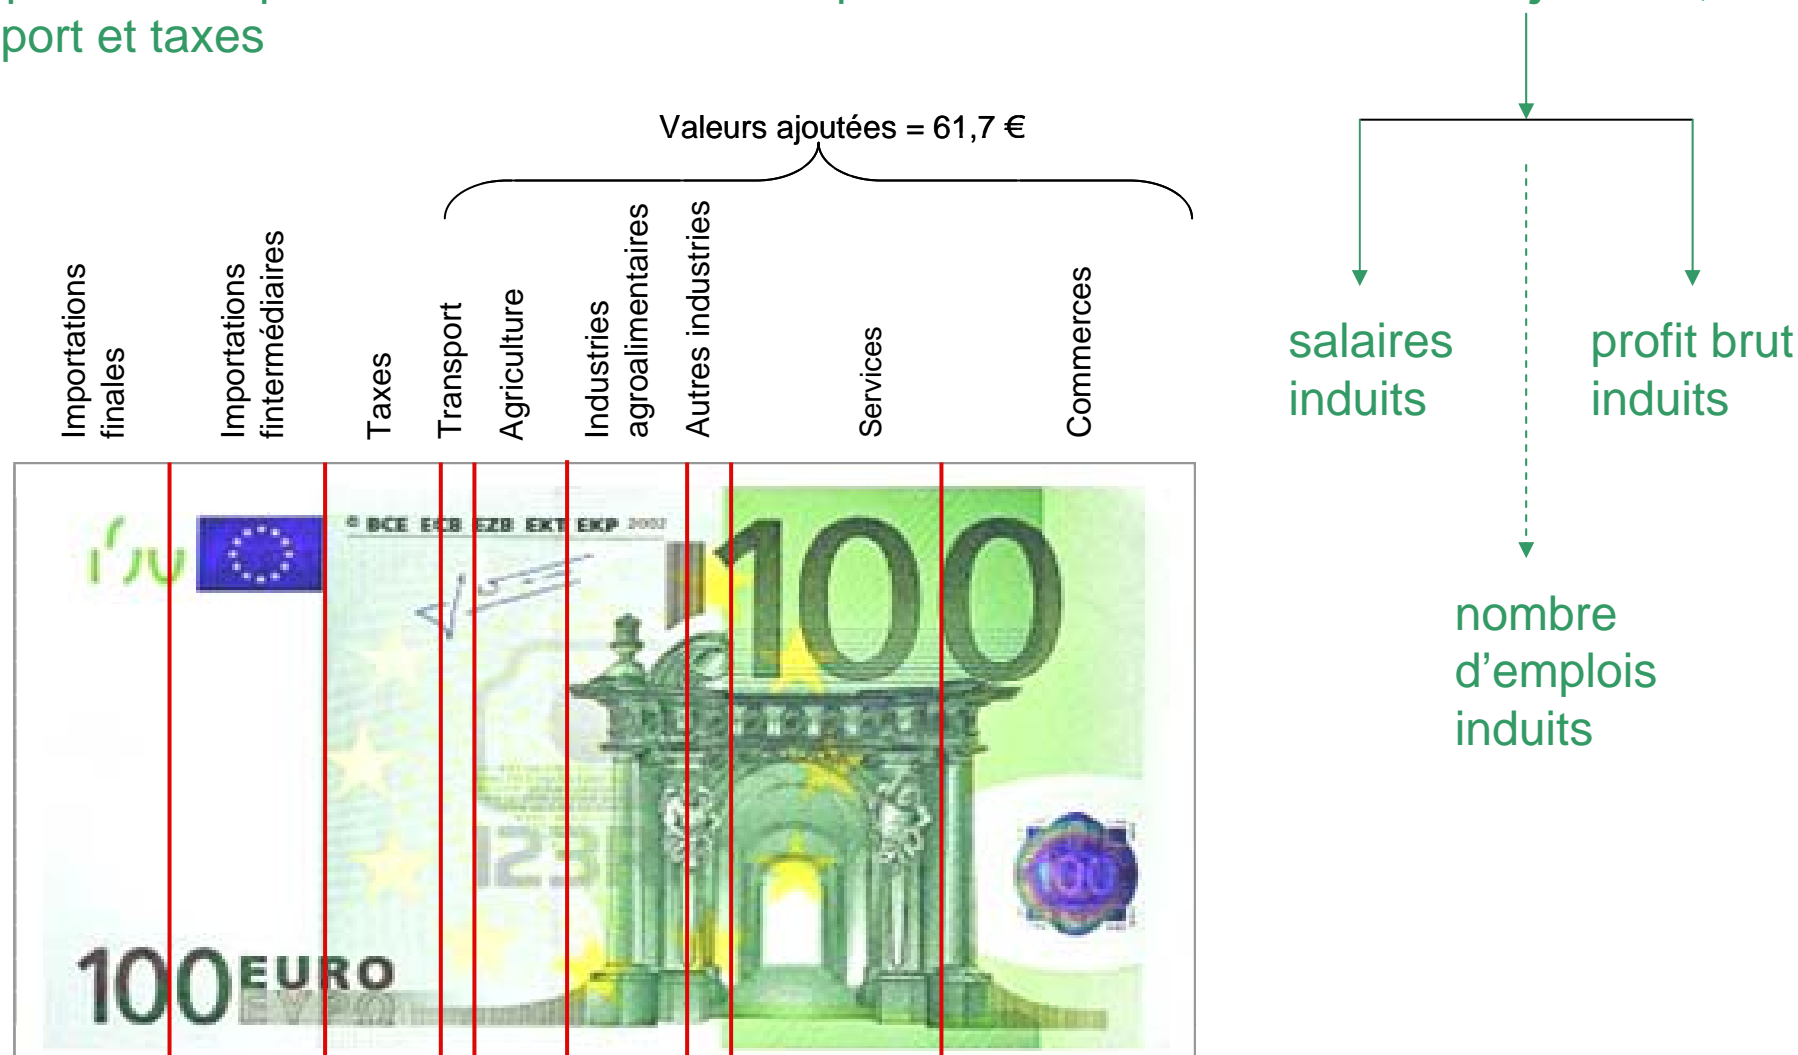 port et taxes
Valeurs ajoutées = 61,7 €
Importations
finales
Importations
fintermédiaires
Taxes
Transport
Agriculture
Industries
agroalimentaires
Autres industries
Services
Commerces
salaires
induits
profit brut
induits
nombre
d'emplois
induits
© BCE ECB EZB EKT EKP 2002
100
100 EURO
ΕΥΡΩ